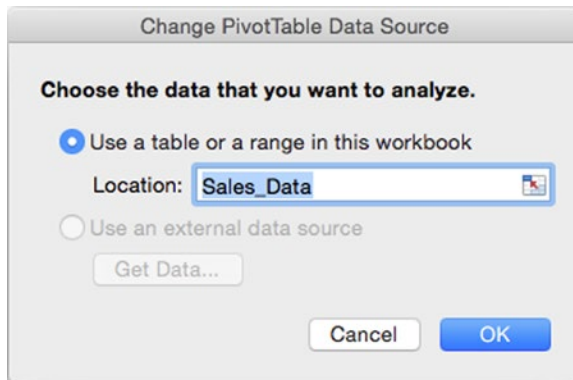 Change PivotTable Data Source
Choose the data that you want to analyze.
Use a table or a range in this workbook
Location: Sales_Data
Use an external data source
Get Data...
Cancel OK